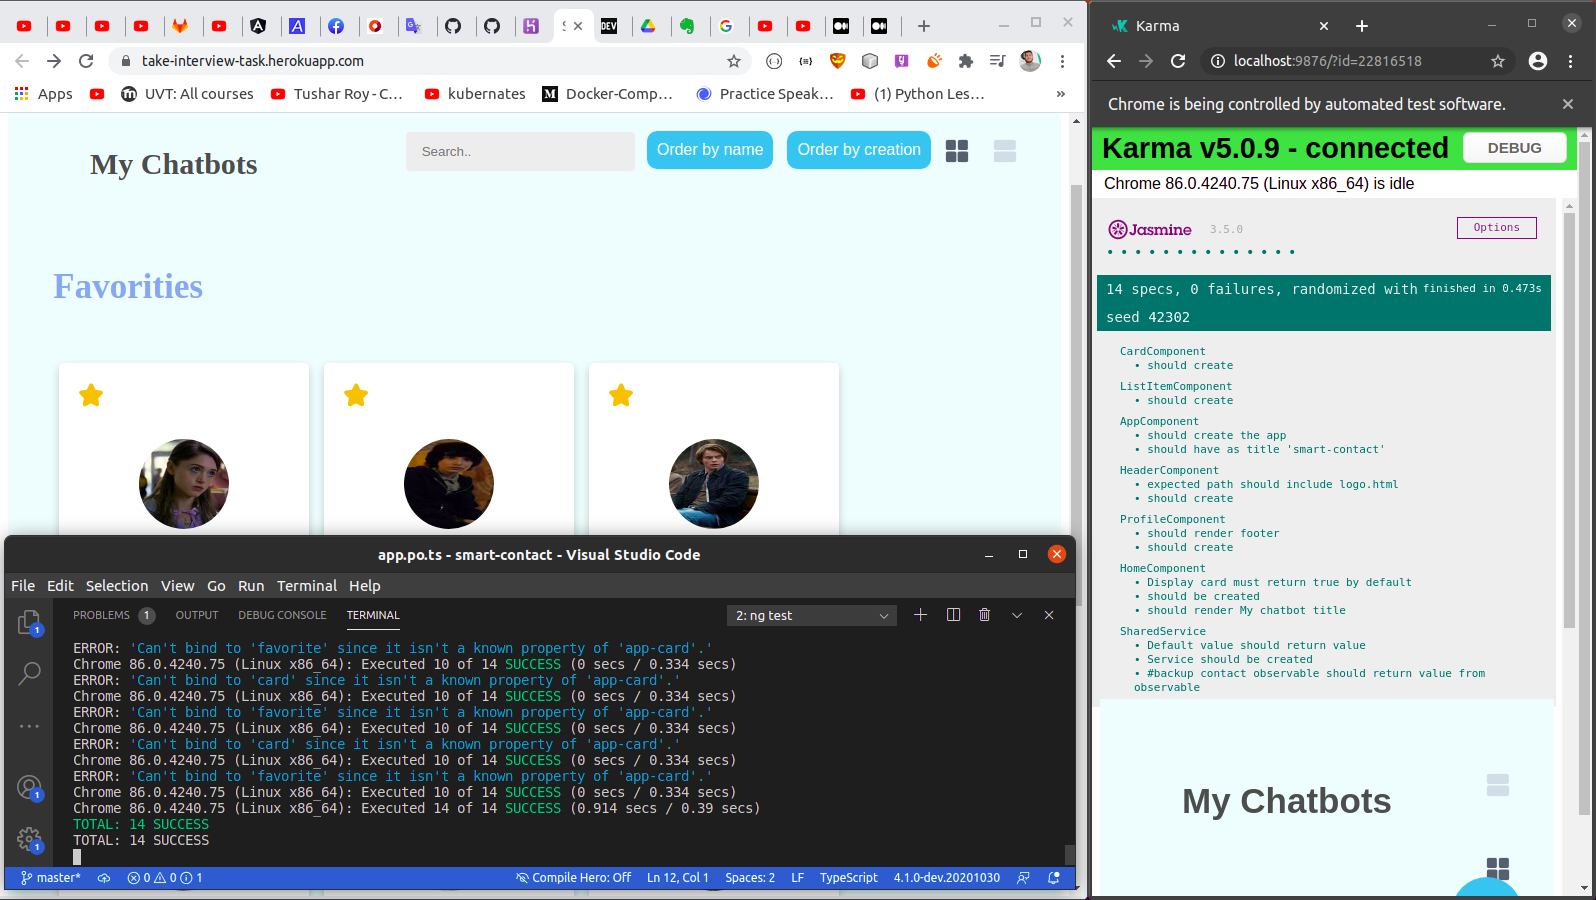 S
DEV
take-interview-task.herokuapp.com
Apps
UVT: All courses
Tushar Roy - C...
kubernates
Docker-Comp...
Practice Speak...
(1) Python Les...
»
My Chatbots
Search..
Order by name
Order by creation
Favorities
app.po.ts - smart-contact - Visual Studio Code
File Edit Selection View Go Run Terminal Help
PROBLEMS 1 OUTPUT DEBUG CONSOLE TERMINAL
2: ng test
ERROR: 'Can't bind to 'favorite' since it isn't a known property of 'app-card'.'
Chrome 86.0.4240.75 (Linux x86_64): Executed 10 of 14 SUCCESS (0 secs / 0.334 secs)
ERROR: 'Can't bind to 'card' since it isn't a known property of 'app-card'.'
Chrome 86.0.4240.75 (Linux x86_64): Executed 10 of 14 SUCCESS (0 secs / 0.334 secs)
ERROR: 'Can't bind to 'favorite' since it isn't a known property of 'app-card'.'
Chrome 86.0.4240.75 (Linux x86_64): Executed 10 of 14 SUCCESS (0 secs / 0.334 secs)
ERROR: 'Can't bind to 'card' since it isn't a known property of 'app-card'.'
Chrome 86.0.4240.75 (Linux x86_64): Executed 10 of 14 SUCCESS (0 secs / 0.334 secs)
ERROR: 'Can't bind to 'favorite' since it isn't a known property of 'app-card'.'
Chrome 86.0.4240.75 (Linux x86_64): Executed 10 of 14 SUCCESS (0 secs / 0.334 secs)
Chrome 86.0.4240.75 (Linux x86_64): Executed 14 of 14 SUCCESS (0.914 secs / 0.39 secs)
TOTAL: 14 SUCCESS
TOTAL: 14 SUCCESS
1
1
1
master* 0 0 1 Compile Hero: Off Ln 12, Col 1 Spaces: 2 LF TypeScript 4.1.0-dev.20201030
Karma
localhost:9876/?id=22816518
Chrome is being controlled by automated test software.
Karma v5.0.9 - connected
DEBUG
Chrome 86.0.4240.75 (Linux x86_64) is idle
Jasmine 3.5.0
Options
14 specs, 0 failures, randomized with finished in 0.473s
seed 42302
CardComponent
• should create
ListItemComponent
• should create
AppComponent
• should create the app
• should have as title 'smart-contact'
HeaderComponent
• expected path should include logo.html
• should create
ProfileComponent
• should render footer
• should create
HomeComponent
• Display card must return true by default
• should be created
• should render My chatbot title
SharedService
• Default value should return value
• Service should be created
• #backup contact observable should return value from
observable
My Chatbots